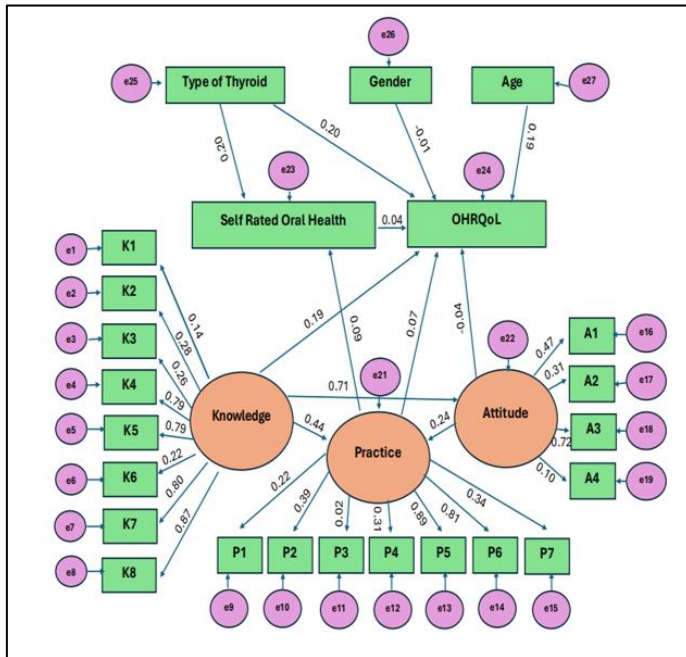 e26
e25
Type of Thyroid
Gender
Age
e27
0.20
0.20
-0.01
0.19
e23
e24
Self Rated Oral Health
0.04
OHRQoL
e1
K1
e2
K2
e3
K3
e4
K4
e5
K5
e6
K6
e7
K7
e8
K8
0.14
0.28
0.26
0.79
0.79
0.22
0.80
0.87
Knowledge
0.19
0.09
0.07
-0.04
0.71
0.44
e21
e22
0.24
Practice
Attitude
0.47
0.31
0.72
0.10
A1
e16
A2
e17
A3
e18
A4
e19
0.22
0.39
0.02
0.31
0.89
0.81
0.34
P1
P2
P3
P4
P5
P6
P7
e9
e10
e11
e12
e13
e14
e15